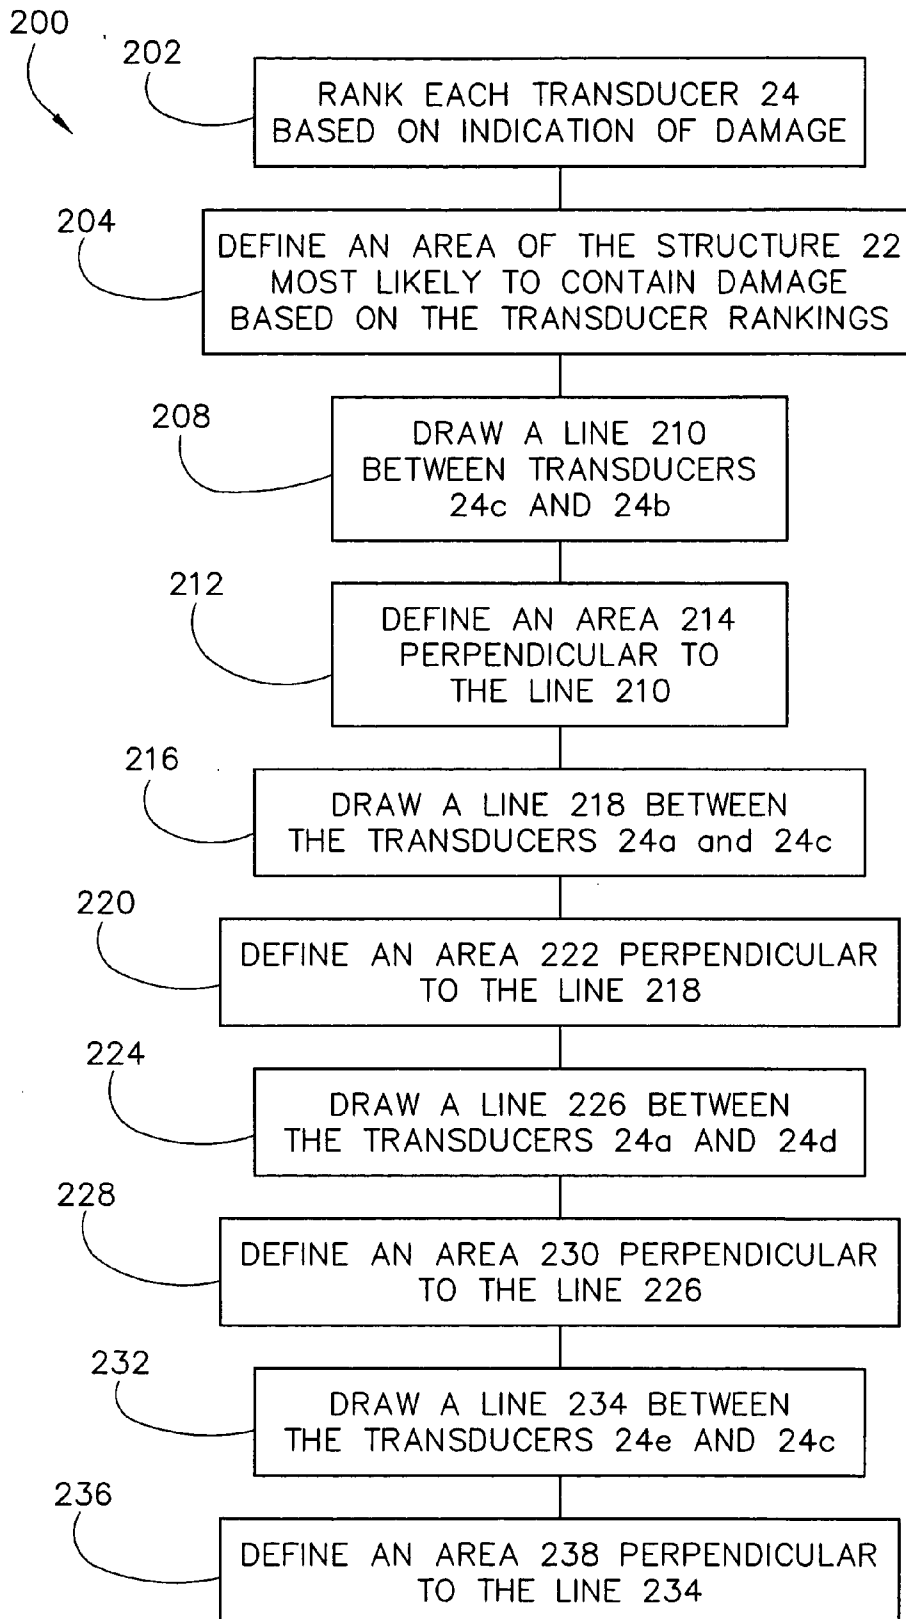 200
202
RANK EACH TRANSDUCER 24
BASED ON INDICATION OF DAMAGE
204
DEFINE AN AREA OF THE STRUCTURE 22
MOST LIKELY TO CONTAIN DAMAGE
BASED ON THE TRANSDUCER RANKINGS
208
DRAW A LINE 210
BETWEEN TRANSDUCERS
24c AND 24b
212
DEFINE AN AREA 214
PERPENDICULAR TO
THE LINE 210
216
DRAW A LINE 218 BETWEEN
THE TRANSDUCERS 24a and 24c
220
DEFINE AN AREA 222 PERPENDICULAR
TO THE LINE 218
224
DRAW A LINE 226 BETWEEN
THE TRANSDUCERS 24a AND 24d
228
DEFINE AN AREA 230 PERPENDICULAR
TO THE LINE 226
232
DRAW A LINE 234 BETWEEN
THE TRANSDUCERS 24e AND 24c
236
DEFINE AN AREA 238 PERPENDICULAR
TO THE LINE 234